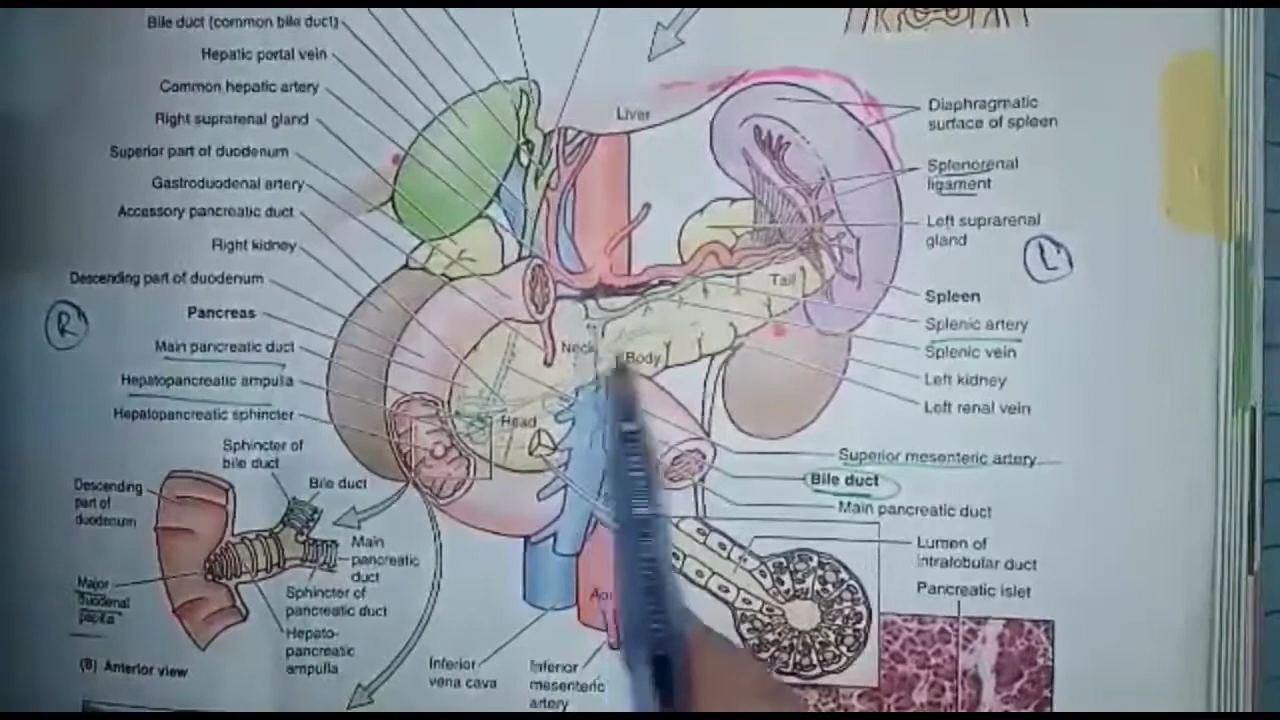 Bile duct (common bile duct)
Hepatic portal vein
Common hepatic artery
Right suprarenal gland
Superior part of duodenum
Gastroduodenal artery
Accessory pancreatic duct
Right kidney
Descending part of duodenum
Pancreas
Main pancreatic duct
Hepatopancreatic ampulla
Hepatopancreatic sphincter
Sphincter of
bile duct
Bile duct
Descending
part of
duodenum
Main
pancreatic
duct
Major
duodenal
papilla
Sphincter of
pancreatic duct
Hepato-
pancreatic
ampulla
(B) Anterior view
R
Liver
Tail
Neck
Body
Head
Inferior
vena cava
Inferior
mesenteric
artery
Diaphragmatic
surface of spleen
Splenorenal
ligament
Left suprarenal
gland
L
Spleen
Splenic artery
Splenic vein
Left kidney
Left renal vein
Superior mesenteric artery
Bile duct
Main pancreatic duct
Lumen of
intralobular duct
Pancreatic islet